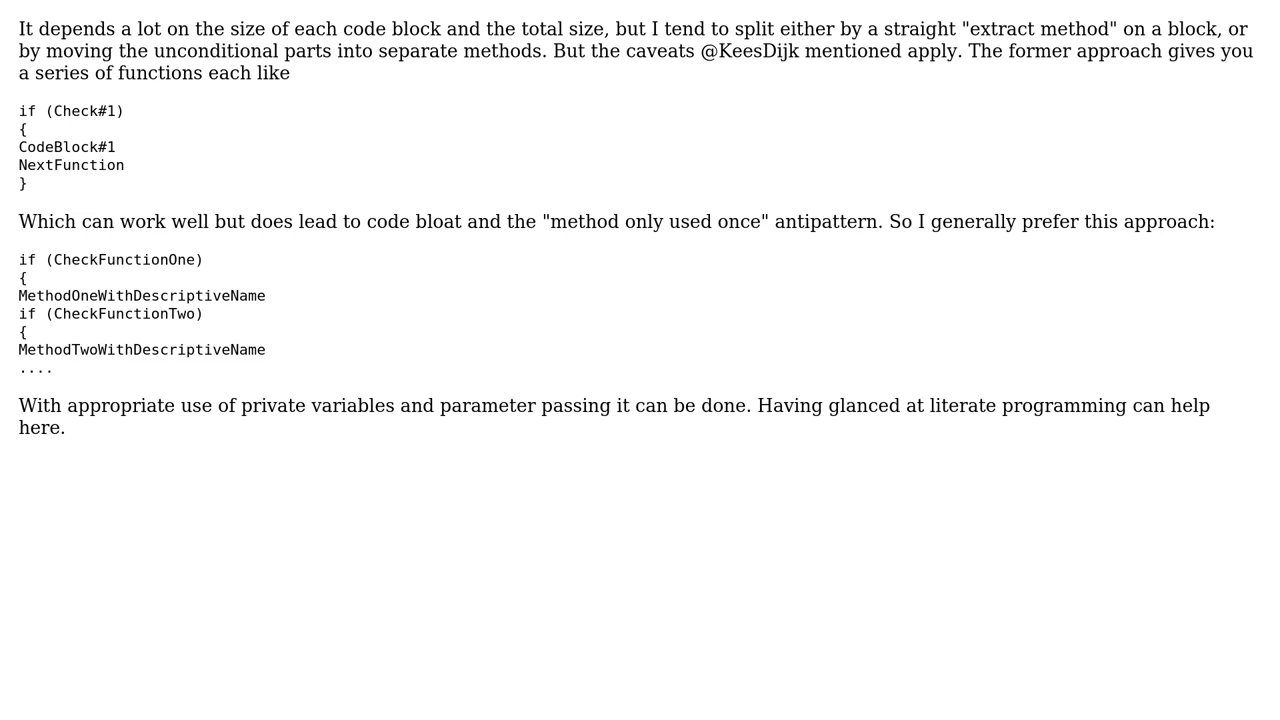 It depends a lot on the size of each code block and the total size, but I tend to split either by a straight "extract method" on a block, or
by moving the unconditional parts into separate methods. But the caveats @KeesDijk mentioned apply. The former approach gives you
a series of functions each like
if (Check#1)
{
CodeBlock#1
NextFunction
}
Which can work well but does lead to code bloat and the "method only used once" antipattern. So I generally prefer this approach:
if (CheckFunctionOne)
{
MethodOneWithDescriptiveName
if (CheckFunctionTwo)
{
MethodTwoWithDescriptiveName
....
With appropriate use of private variables and parameter passing it can be done. Having glanced at literate programming can help
here.